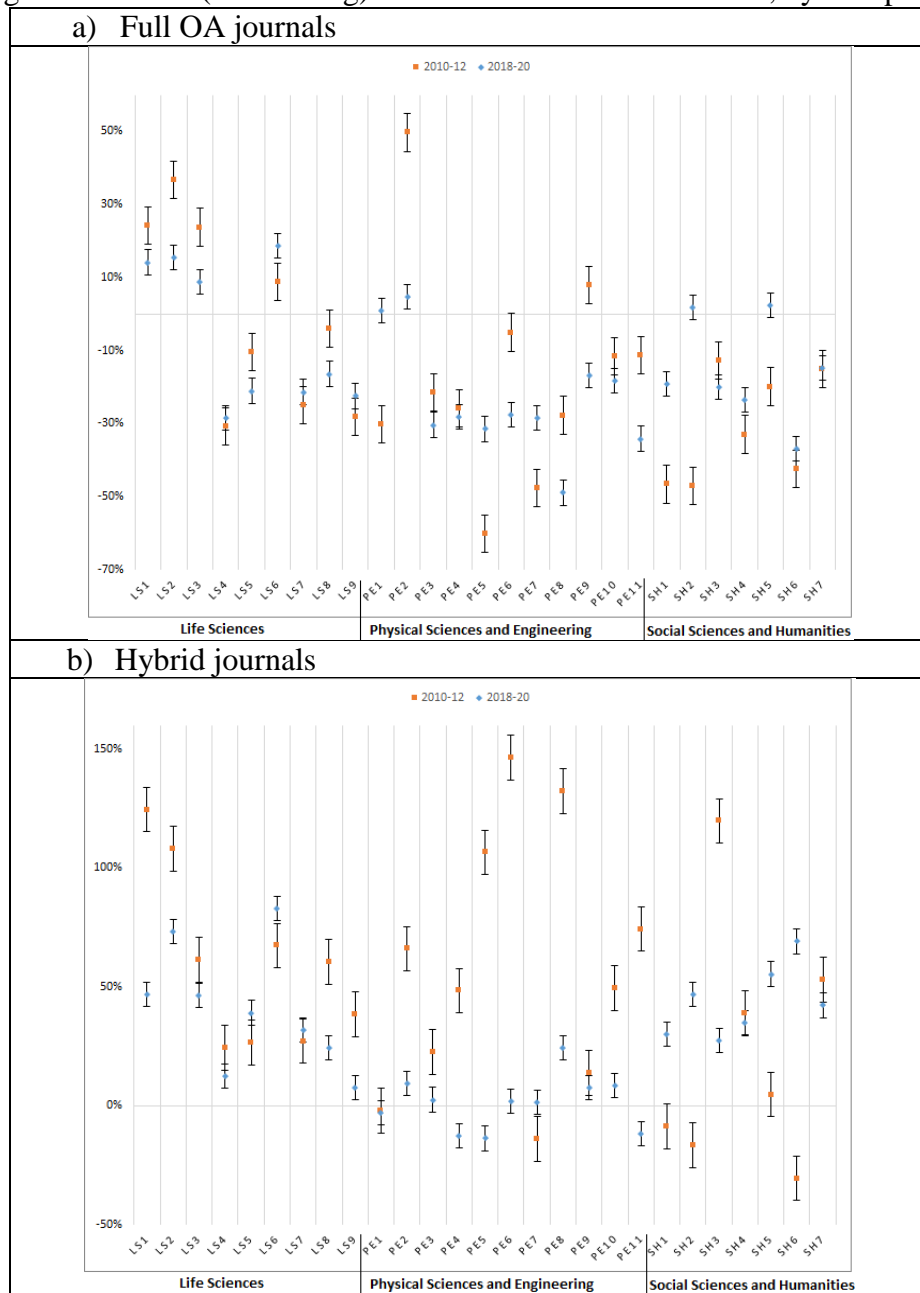 a) Full OA journals
2010-12 2018-20
50%
30%
10%
-10%
-30%
-50%
-70%
LS1 LS2 LS3 LS4 LS5 LS6 LS7 LS8 LS9 PE1 PE2 PE3 PE4 PE5 PE6 PE7 PE8 PE9 PE10 PE11 SH1 SH2 SH3 SH4 SH5 SH6 SH7
Life Sciences Physical Sciences and Engineering Social Sciences and Humanities
b) Hybrid journals
2010-12 2018-20
150%
100%
50%
0%
-50%
LS1 LS2 LS3 LS4 LS5 LS6 LS7 LS8 LS9 PE1 PE2 PE3 PE4 PE5 PE6 PE7 PE8 PE9 PE10 PE11 SH1 SH2 SH3 SH4 SH5 SH6 SH7
Life Sciences Physical Sciences and Engineering Social Sciences and Humanities